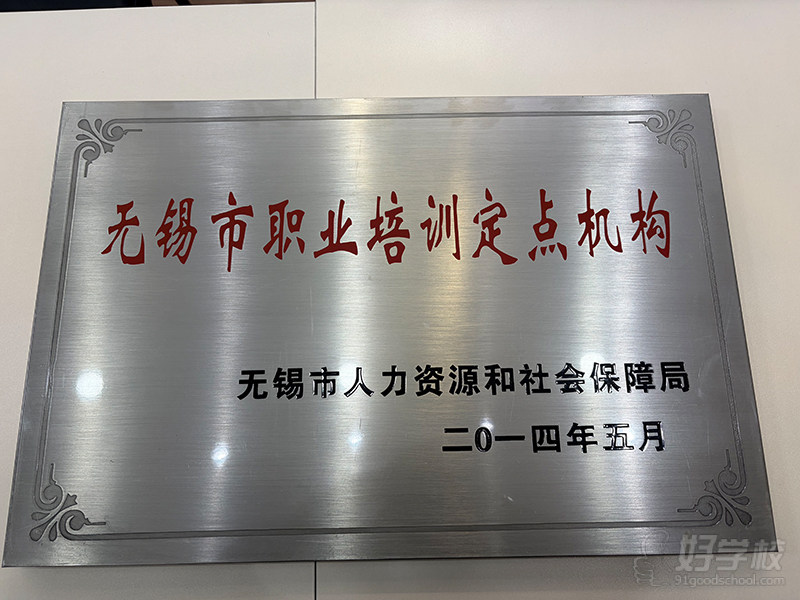 无锡市职业培训定点机构
无锡市人力资源和社会保障局
二0一四年五月
好学校
91goodschool.com